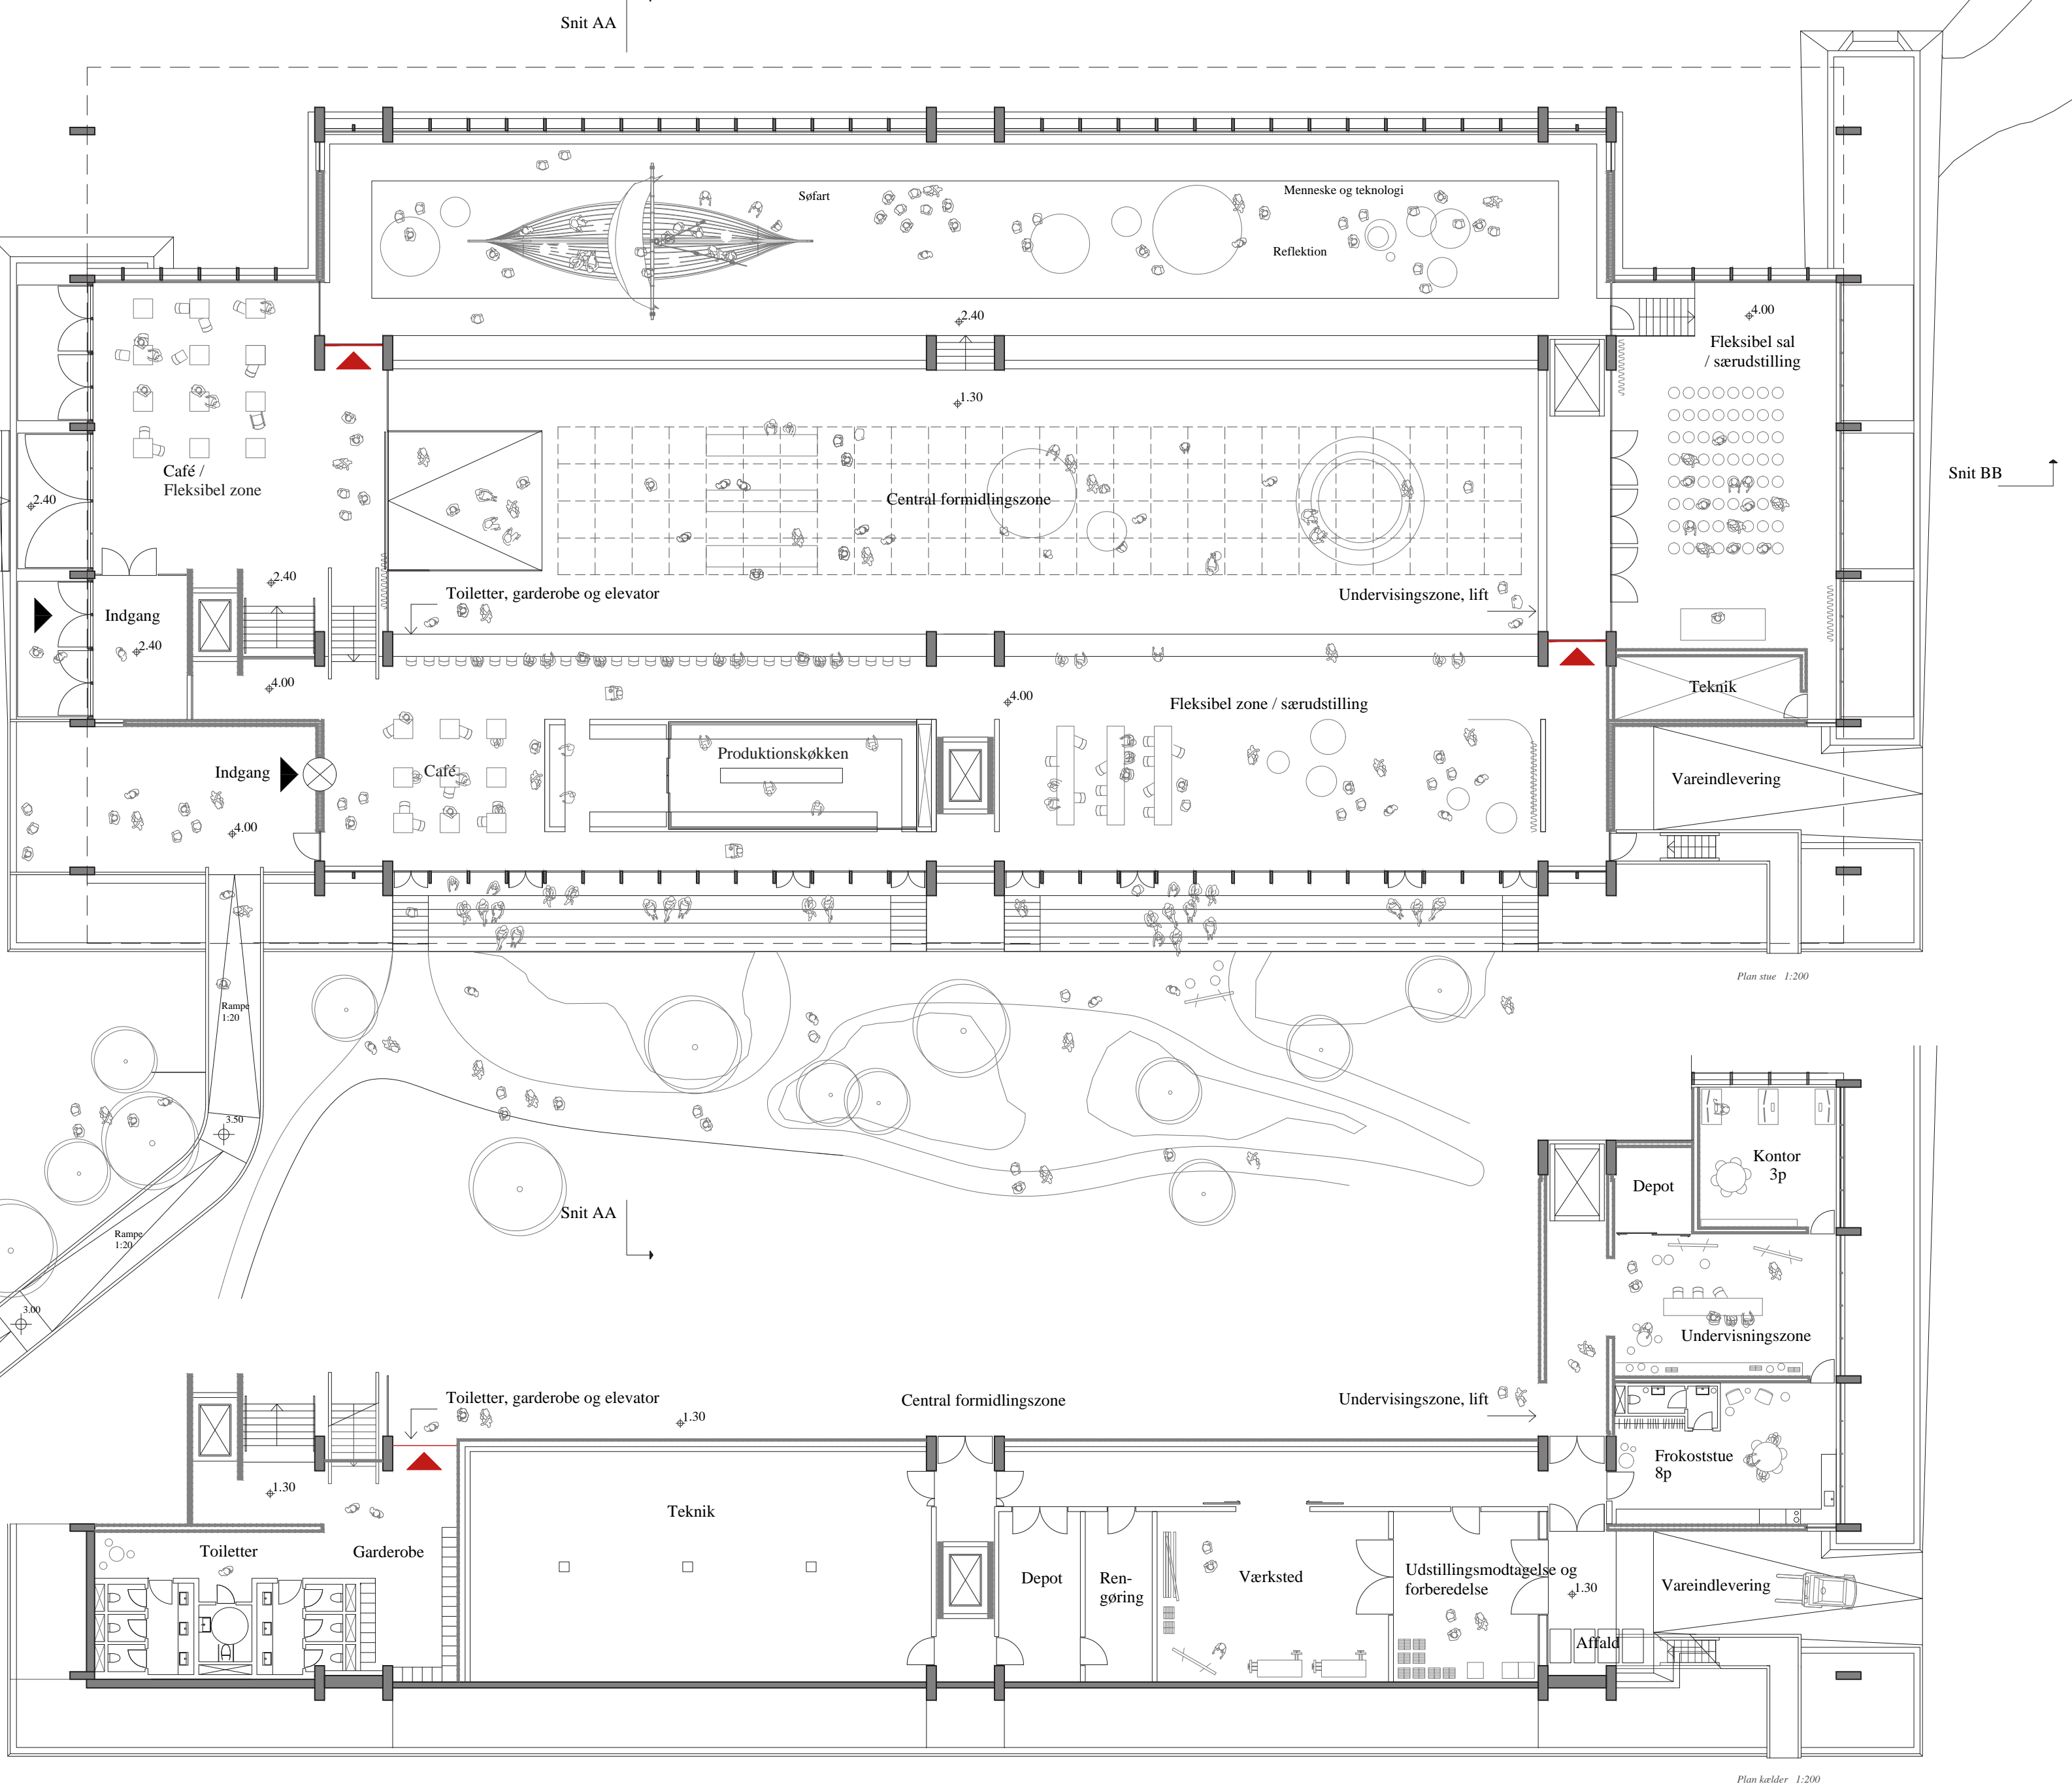 Snit AA
Søfart
Menneske og teknologi
Reflektion
2.40
4.00
Fleksibel sal
/ særudstilling
1.30
Café /
Fleksibel zone
Snit BB
2.40
Central formidlingszone
2.40
Toiletter, garderobe og elevator
Undervisingszone, lift
Indgang
2.40
4.00
4.00
Fleksibel zone / særudstilling
Teknik
Produktionskøkken
Indgang
Café
Vareindlevering
4.00
Plan stue 1:200
Rampe
1:20
3.50
Kontor
3p
Depot
Snit AA
Rampe
1:20
3.00
Undervisningszone
Toiletter, garderobe og elevator
1.30
Central formidlingszone
Undervisingszone, lift
Frokoststue
8p
1.30
Teknik
Toiletter
Garderobe
Depot
Ren-
gøring
Værksted
Udstillingsmodtagelse og
forberedelse
1.30
Vareindlevering
Affald
Plan kælder 1:200